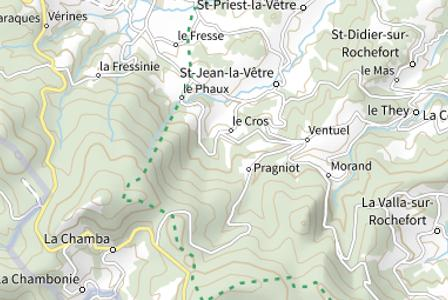 St-Priest-la-Vêtre
Vérines
le Fresse
St-Didier-sur-
Rochefort
la Fressinie
St-Jean-la-Vêtre
le Mas
le Phaux
le They
le Cros
Ventuel
Pragniot
Morand
La Valla-sur-
Rochefort
La Chamba
La Chambonie